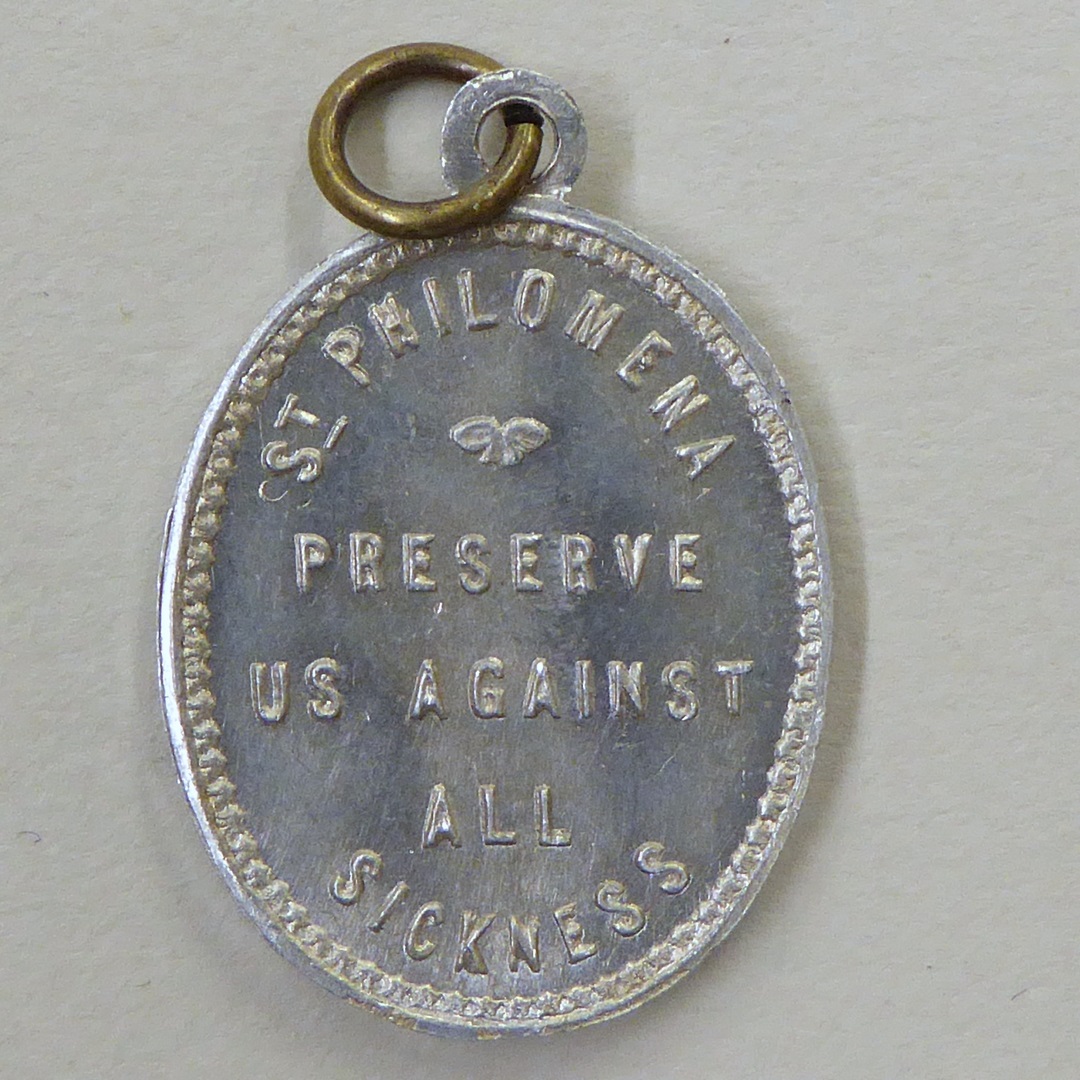 ST PHILOMENA
PRESERVE
US AGAINST
ALL
SICKNESS